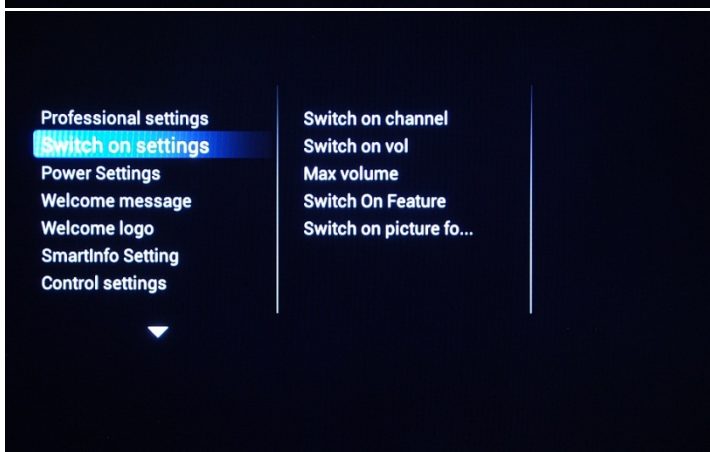 Professional settings
Switch on settings
Power Settings
Welcome message
Welcome logo
SmartInfo Setting
Control settings
Switch on channel
Switch on vol
Max volume
Switch On Feature
Switch on picture fo...